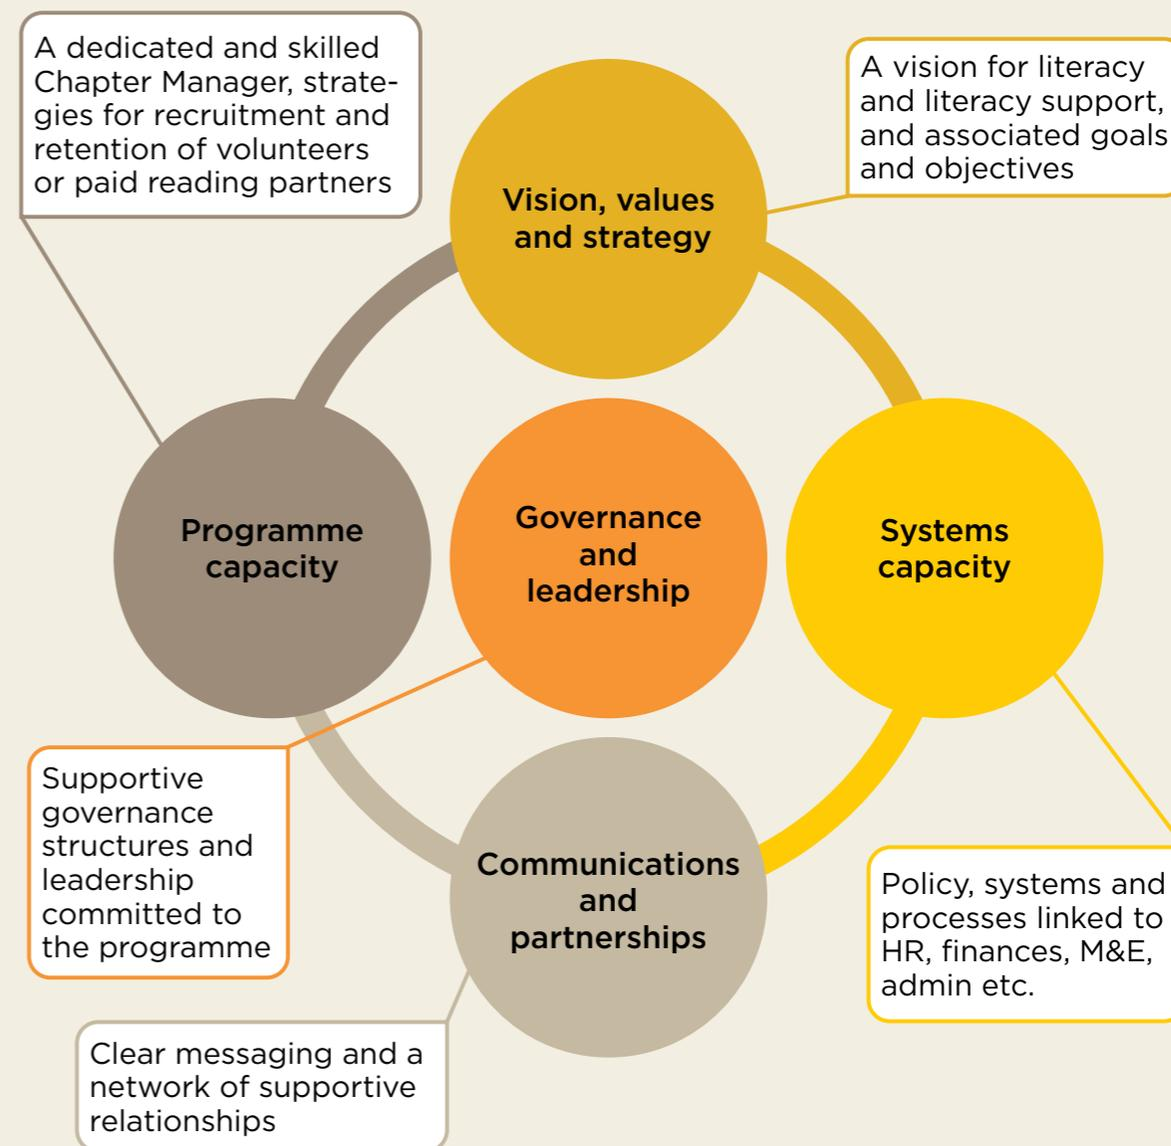 A dedicated and skilled
Chapter Manager, strate-
gies for recruitment and
retention of volunteers
or paid reading partners
A vision for literacy
and literacy support,
and associated goals
and objectives
Vision, values
and strategy
Programme
capacity
Governance
and
leadership
Systems
capacity
Supportive
governance
structures and
leadership
committed to
the programme
Communications
and
partnerships
Policy, systems and
processes linked to
HR, finances, M&E,
admin etc.
Clear messaging and a
network of supportive
relationships